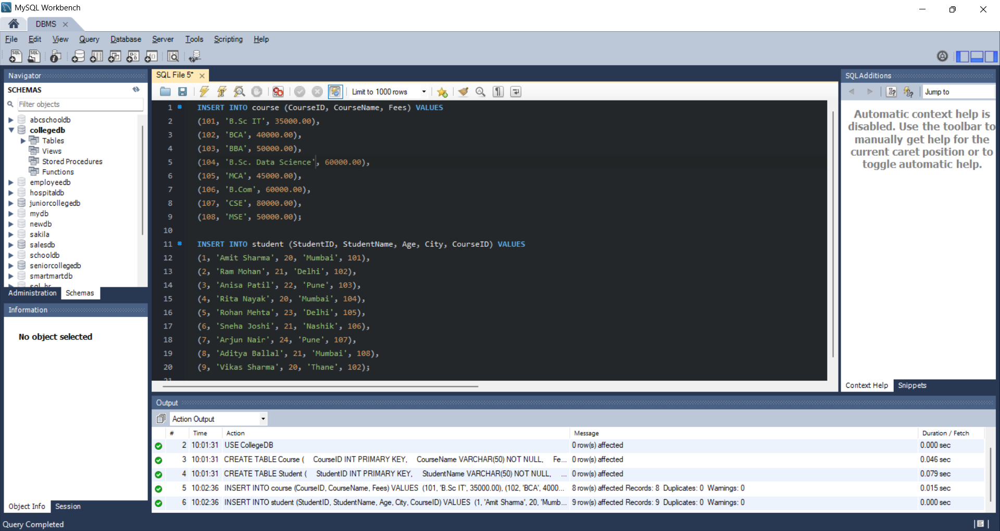 MySQL Workbench
DBMS
File Edit View Query Database Server Tools Scripting Help
Navigator
SCHEMAS
Filter objects
abcschooldb
collegedb
Tables
Views
Stored Procedures
Functions
employeedb
hospitaldb
juniorcollegedb
mydb
newdb
sakila
salesdb
schooldb
seniorcollegedb
smartmartdb
Administration Schemas
Information
No object selected
Object Info Session
SQL File 5*
Limit to 1000 rows
1 INSERT INTO course (CourseID, CourseName, Fees) VALUES
2 (101, 'B.Sc IT', 35000.00),
3 (102, 'BCA', 40000.00),
4 (103, 'BBA', 50000.00),
5 (104, 'B.Sc. Data Science', 60000.00),
6 (105, 'MCA', 45000.00),
7 (106, 'B.Com', 60000.00),
8 (107, 'CSE', 80000.00),
9 (108, 'MSE', 50000.00);
10
11 INSERT INTO student (StudentID, StudentName, Age, City, CourseID) VALUES
12 (1, 'Amit Sharma', 20, 'Mumbai', 101),
13 (2, 'Ram Mohan', 21, 'Delhi', 102),
14 (3, 'Anisa Patil', 22, 'Pune', 103),
15 (4, 'Rita Nayak', 20, 'Mumbai', 104),
16 (5, 'Rohan Mehta', 23, 'Delhi', 105),
17 (6, 'Sneha Joshi', 21, 'Nashik', 106),
18 (7, 'Arjun Nair', 24, 'Pune', 107),
19 (8, 'Aditya Ballal', 21, 'Mumbai', 108),
20 (9, 'Vikas Sharma', 20, 'Thane', 102);
SQLAdditions
Jump to
Automatic context help is
disabled. Use the toolbar to
manually get help for the
current caret position or to
toggle automatic help.
Context Help Snippets
Output
Action Output
# Time Action Message Duration / Fetch
2 10:01:31 USE CollegeDB 0 row(s) affected 0.000 sec
3 10:01:31 CREATE TABLE Course ( CourseID INT PRIMARY KEY, CourseName VARCHAR(50) NOT NULL, Fe... 0 row(s) affected 0.046 sec
4 10:01:31 CREATE TABLE Student ( StudentID INT PRIMARY KEY, StudentName VARCHAR(50) NOT NULL, ... 0 row(s) affected 0.079 sec
5 10:02:36 INSERT INTO course (CourseID, CourseName, Fees) VALUES (101, 'B.Sc IT', 35000.00), (102, 'BCA', 4000... 8 row(s) affected Records: 8 Duplicates: 0 Warnings: 0 0.015 sec
6 10:02:36 INSERT INTO student (StudentID, StudentName, Age, City, CourseID) VALUES (1, 'Amit Sharma', 20, 'Mumb... 9 row(s) affected Records: 9 Duplicates: 0 Warnings: 0 0.000 sec
Query Completed